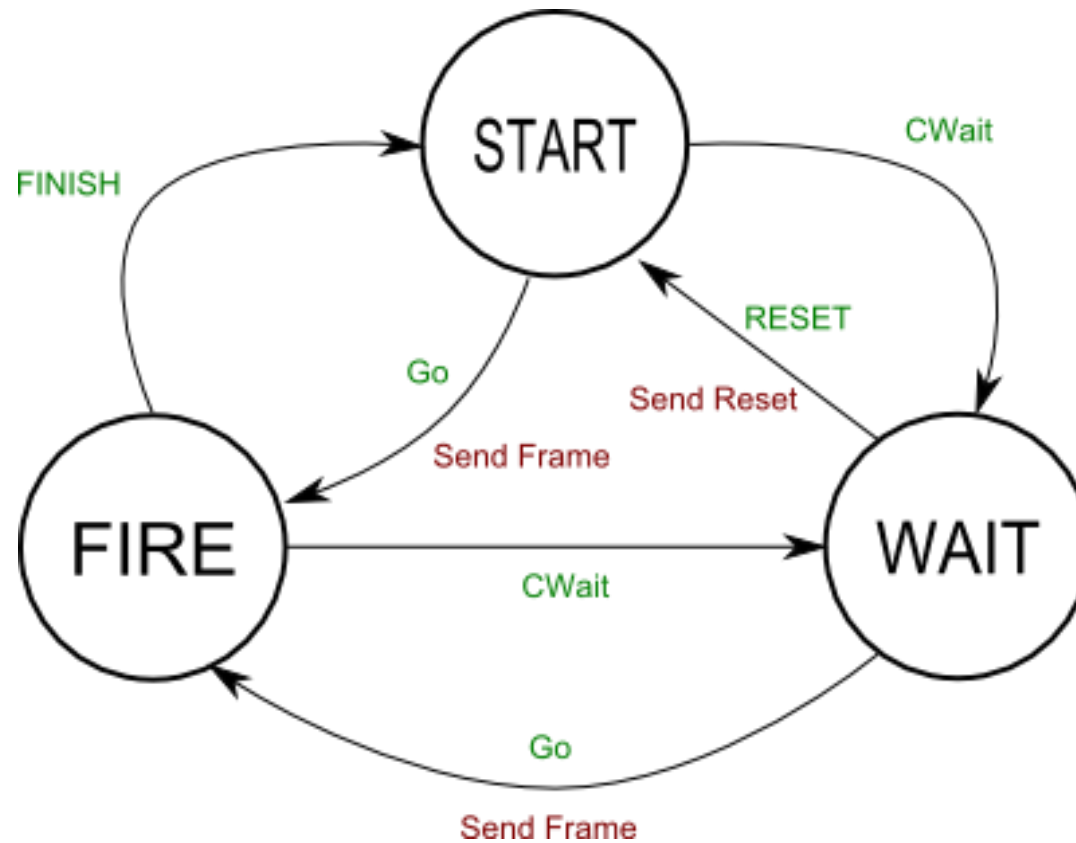 START
CWait
FINISH
RESET
Go
Send Reset
Send Frame
FIRE
WAIT
CWait
Go
Send Frame